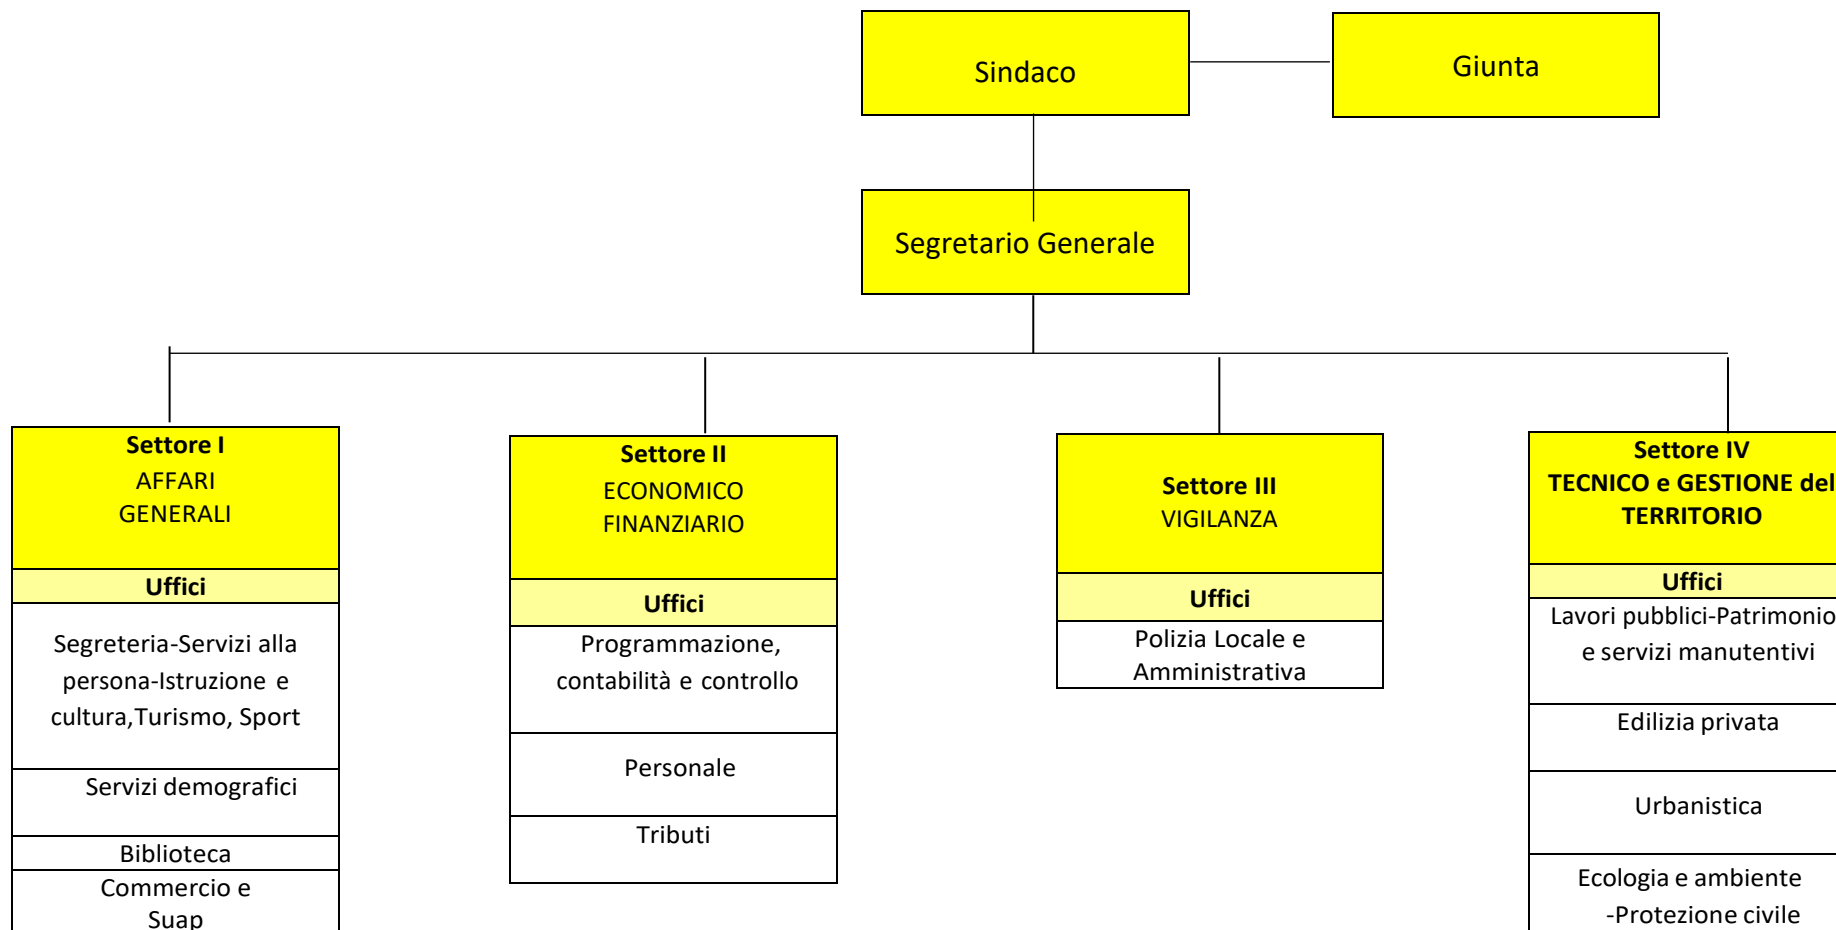 Sindaco
Giunta
Segretario Generale
Settore I
AFFARI
GENERALI
Uffici
Segreteria-Servizi alla
persona-Istruzione e
cultura,Turismo, Sport
Servizi demografici
Biblioteca
Commercio e
Suap
Settore II
ECONOMICO
FINANZIARIO
Uffici
Programmazione,
contabilità e controllo
Personale
Tributi
Settore III
VIGILANZA
Uffici
Polizia Locale e
Amministrativa
Settore IV
TECNICO e GESTIONE del
TERRITORIO
Uffici
Lavori pubblici-Patrimonio
e servizi manutentivi
Edilizia privata
Urbanistica
Ecologia e ambiente
-Protezione civile